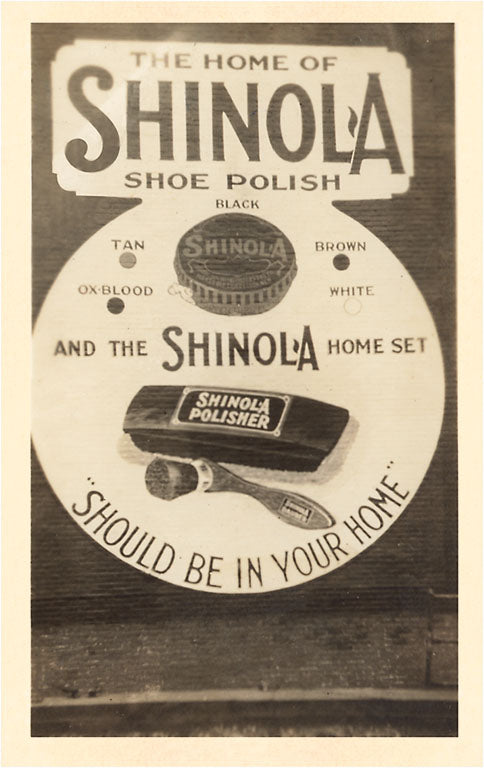 THE HOME OF
SHINOLA
SHOE POLISH
BLACK
SHINOLA
TAN
BROWN
OX-BLOOD
WHITE
AND THE SHINOLA HOME SET
SHINOLA
POLISHER
"SHOULD BE IN YOUR HOME"